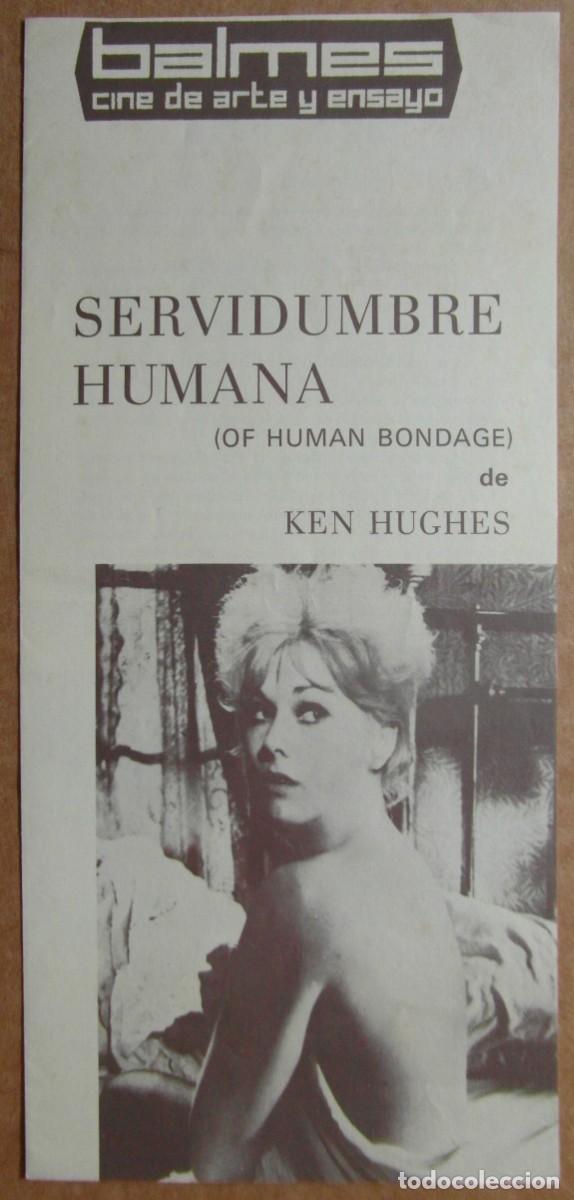 balmes
cine de arte y ensayo
SERVIDUMBRE
HUMANA
(OF HUMAN BONDAGE)
de
KEN HUGHES
todocoleccion